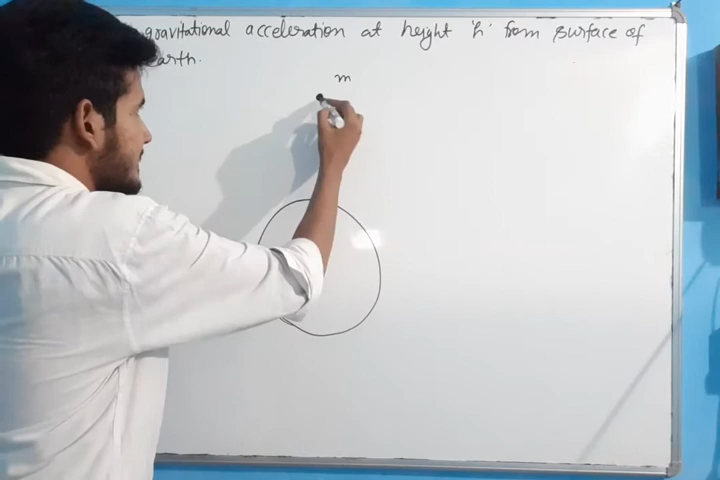 gravitational acceleration at height 'h' from surface of
earth.
m